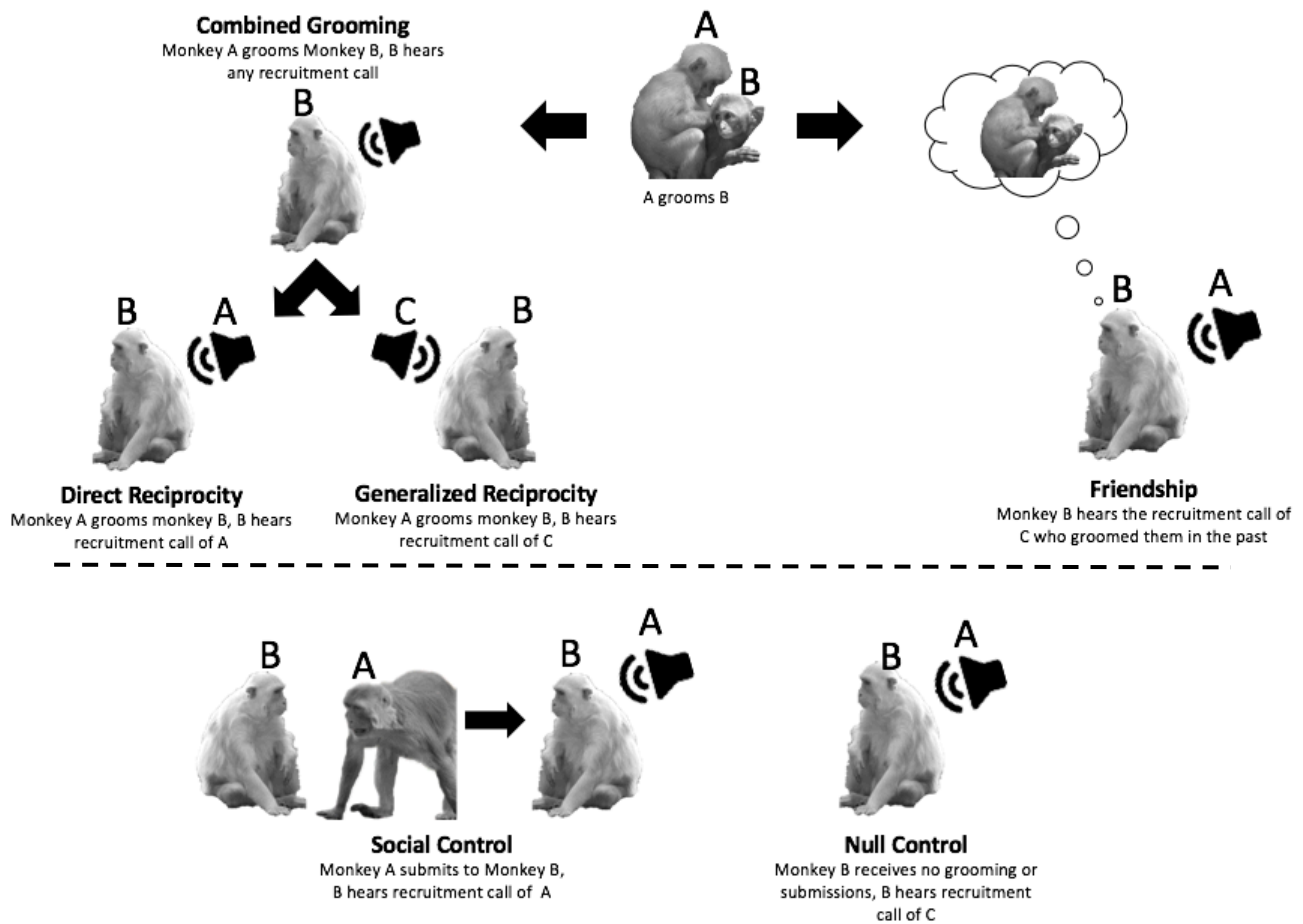 Combined Grooming
Monkey A grooms Monkey B, B hears
any recruitment call
B
A
B
A grooms B
B
A
C
B
B
A
Direct Reciprocity
Monkey A grooms monkey B, B hears
recruitment call of A
Generalized Reciprocity
Monkey A grooms monkey B, B hears
recruitment call of C
Friendship
Monkey B hears the recruitment call of
C who groomed them in the past
B
A
B
A
B
A
Social Control
Monkey A submits to Monkey B,
B hears recruitment call of A
Null Control
Monkey B receives no grooming or
submissions, B hears recruitment
call of C